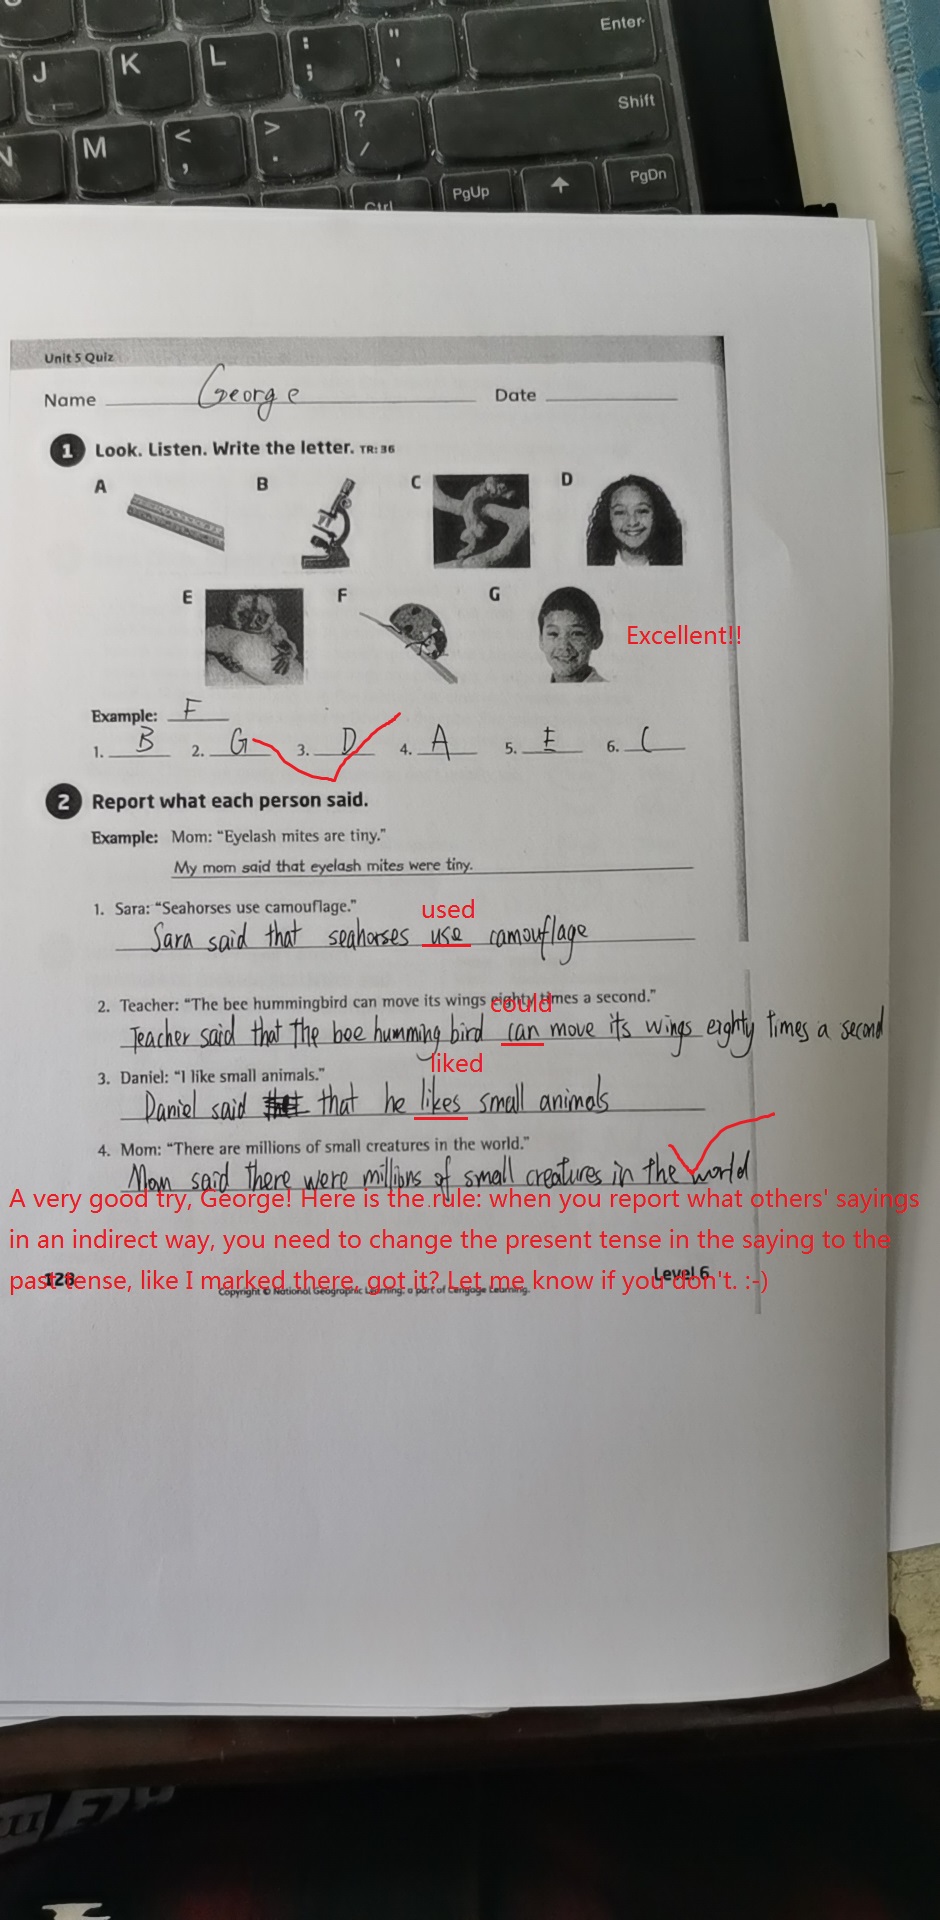 Enter
J K L : ; " '
Shift
N M < , > . ? /
PgUp PgDn
Ctrl
Unit 5 Quiz
Name George Date
1 Look. Listen. Write the letter. TR: 36
A B C D
E F G
Excellent!!
Example: F
1. B 2. G 3. D 4. A 5. E 6. C
2 Report what each person said.
Example: Mom: “Eyelash mites are tiny.”
My mom said that eyelash mites were tiny.
1. Sara: “Seahorses use camouflage.”
used
Sara said that seahorses use camouflage
2. Teacher: “The bee hummingbird can move its wings eighty times a second.”
could
Teacher said that The bee humming bird can move its wings eighty times a second
liked
3. Daniel: “I like small animals.”
Daniel said that he likes small animals
4. Mom: “There are millions of small creatures in the world.”
Mom said there were millions of small creatures in the world
A very good try, George! Here is the rule: when you report what others' sayings
in an indirect way, you need to change the present tense in the saying to the
past tense, like I marked there, got it? Let me know if you don't. :-)
128 Level 6
Copyright © National Geographic Learning, a part of Cengage Learning.